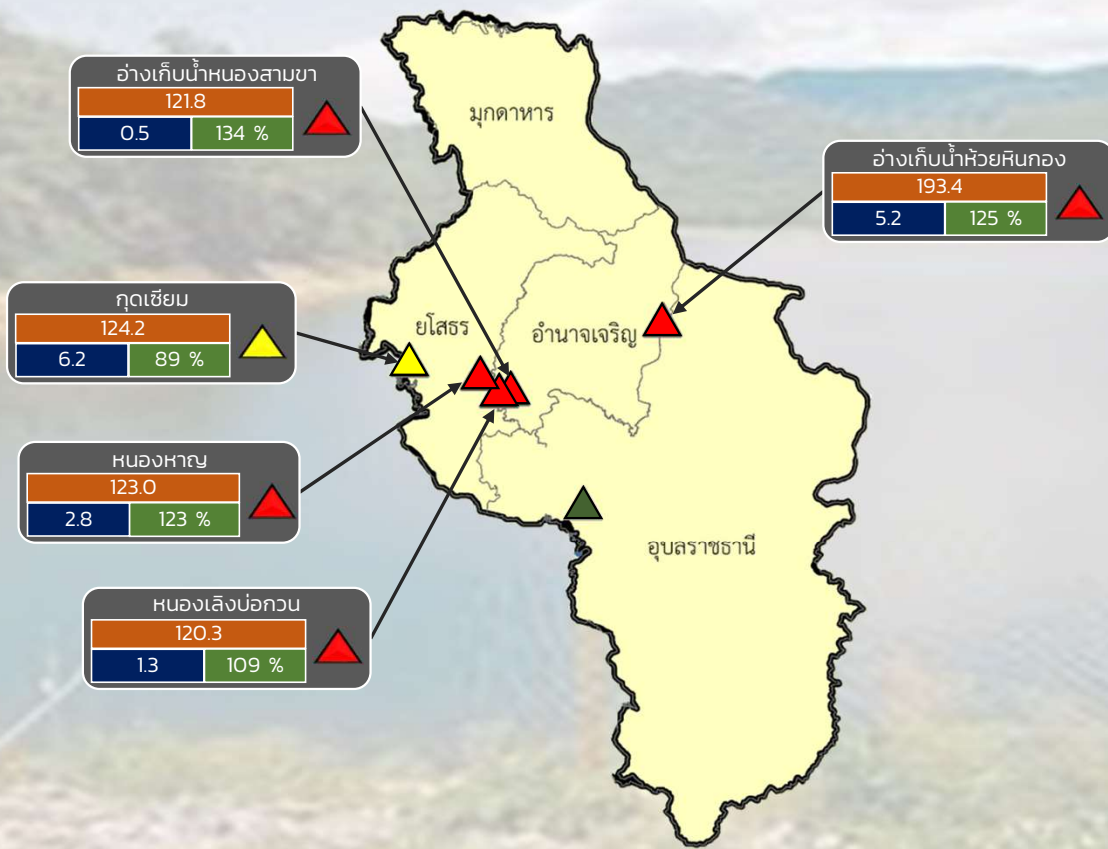 อ่างเก็บน้ำหนองสามขา
121.8
0.5 134 %
มุกดาหาร
อ่างเก็บน้ำห้วยหินกอง
193.4
5.2 125 %
กุดเซียม
124.2
6.2 89 %
ยโสธร
อำนาจเจริญ
หนองหาญ
123.0
2.8 123 %
อุบลราชธานี
หนองเลิงบ่อกวน
120.3
1.3 109 %